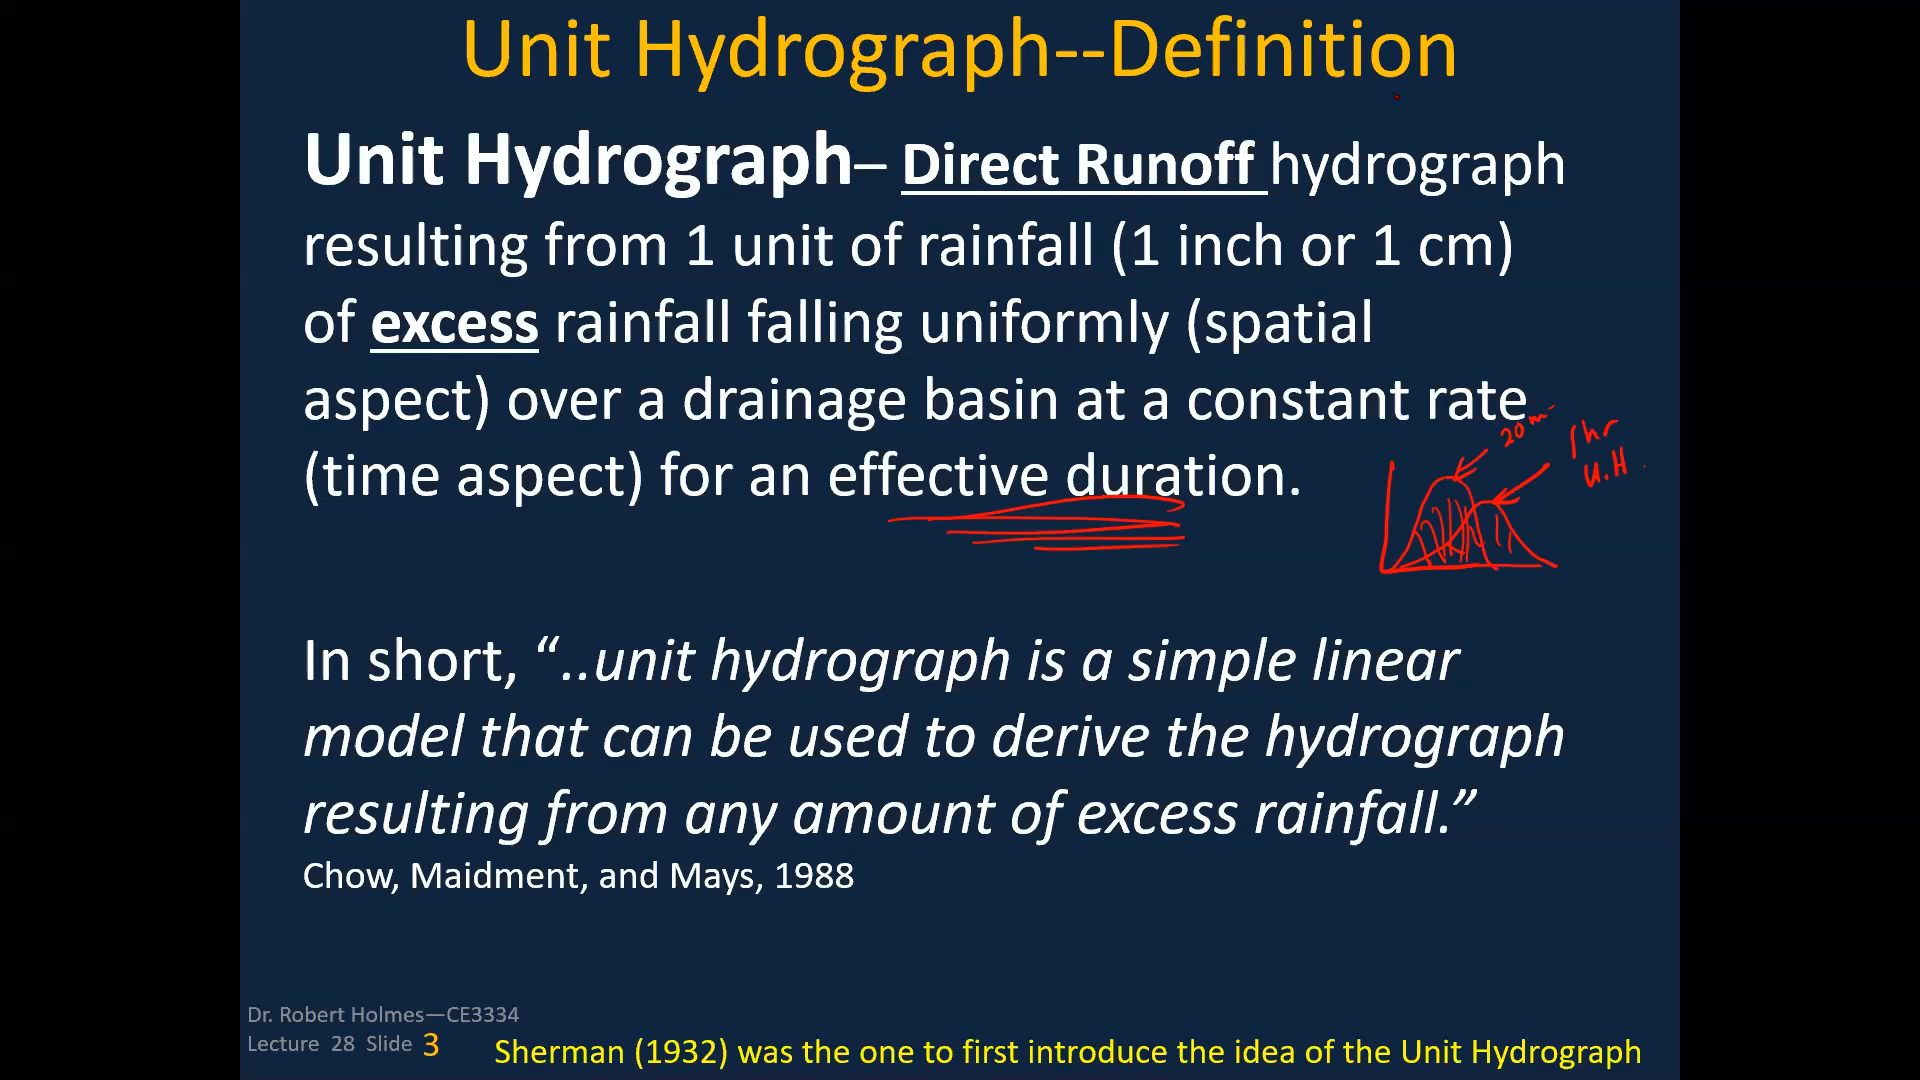 Unit Hydrograph--Definition
Unit Hydrograph– Direct Runoff hydrograph
resulting from 1 unit of rainfall (1 inch or 1 cm)
of excess rainfall falling uniformly (spatial
aspect) over a drainage basin at a constant rate
(time aspect) for an effective duration.
20 m
1 hr
U.H.
In short, “..unit hydrograph is a simple linear
model that can be used to derive the hydrograph
resulting from any amount of excess rainfall.”
Chow, Maidment, and Mays, 1988
Dr. Robert Holmes—CE3334
Lecture 28 Slide 3
Sherman (1932) was the one to first introduce the idea of the Unit Hydrograph